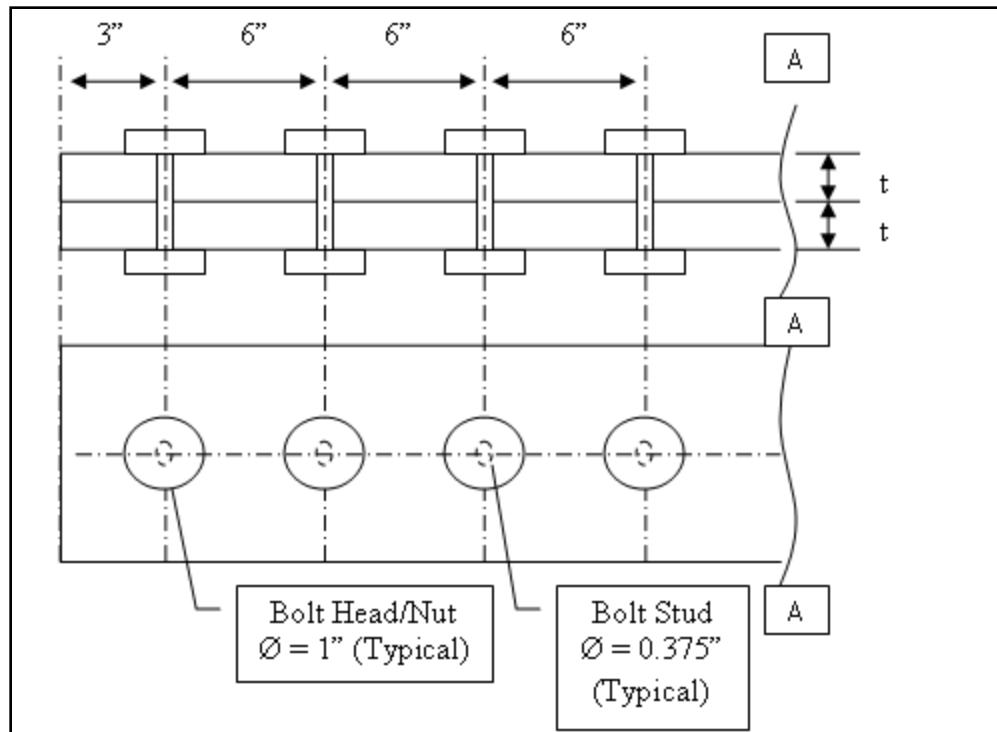 3” 6” 6” 6”
A
t
t
A
Bolt Head/Nut
Ø = 1” (Typical)
Bolt Stud
Ø = 0.375”
(Typical)
A